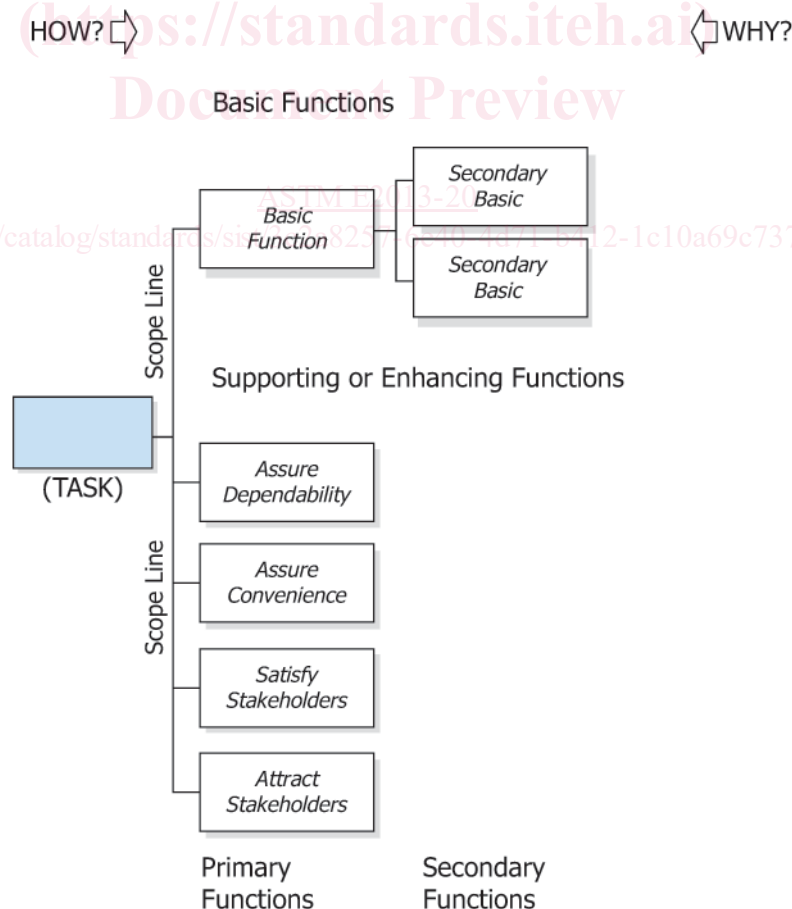 (https://standards.iteh.ai)
HOW?
WHY?
Document Preview
Basic Functions
Secondary
Basic
ASTM E2013-20
Basic
Function
Secondary
Basic
Scope Line
Supporting or Enhancing Functions
(TASK)
Assure
Dependability
Scope Line
Assure
Convenience
Satisfy
Stakeholders
Attract
Stakeholders
Primary
Functions
Secondary
Functions